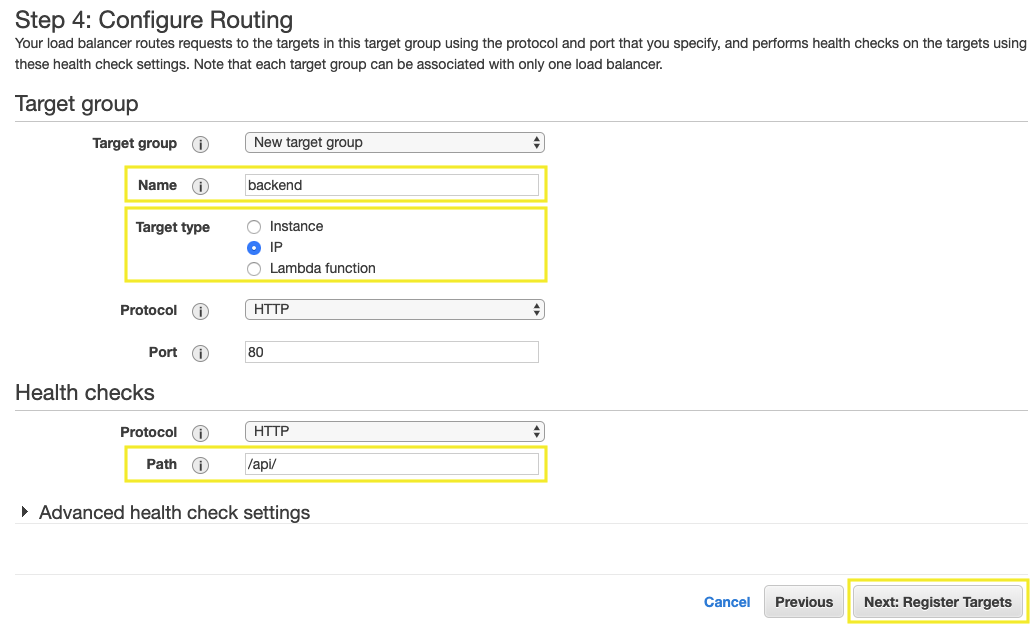 Step 4: Configure Routing
Your load balancer routes requests to the targets in this target group using the protocol and port that you specify, and performs health checks on the targets using
these health check settings. Note that each target group can be associated with only one load balancer.
Target group
Target group i New target group
Name i backend
Target type Instance
IP
Lambda function
Protocol i HTTP
Port i 80
Health checks
Protocol i HTTP
Path i /api/
Advanced health check settings
Cancel Previous Next: Register Targets